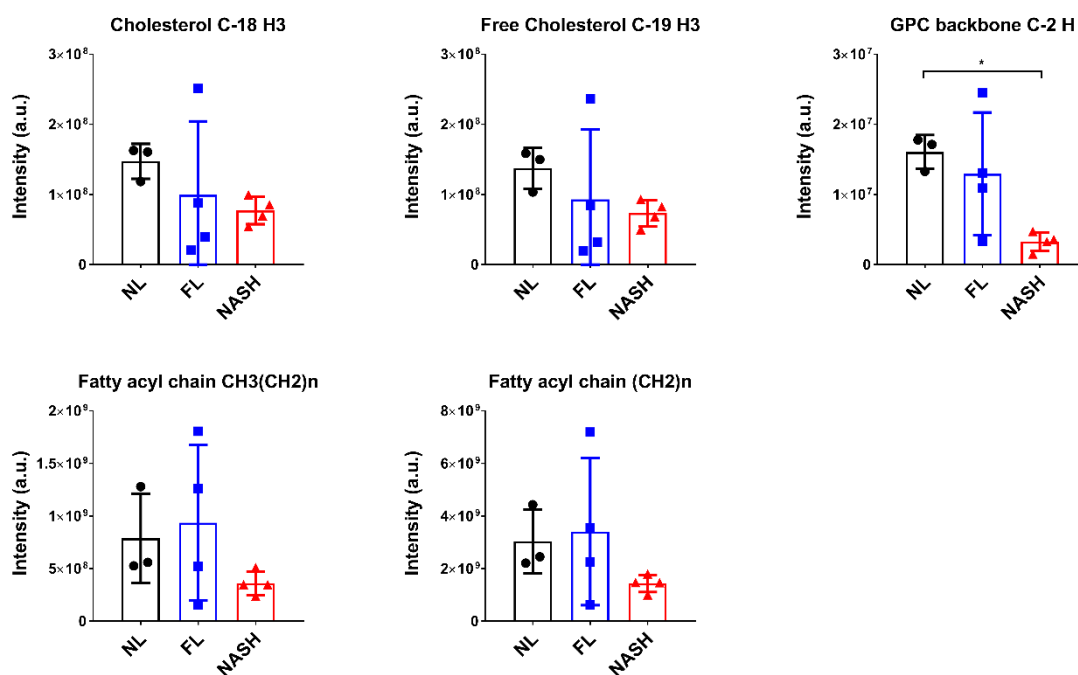 Cholesterol C-18 H3
Intensity (a.u.)
3×10⁸
2×10⁸
1×10⁸
0
NL
FL
NASH
Free Cholesterol C-19 H3
Intensity (a.u.)
3×10⁸
2×10⁸
1×10⁸
0
NL
FL
NASH
GPC backbone C-2 H
Intensity (a.u.)
3×10⁷
2×10⁷
1×10⁷
0
*
NL
FL
NASH
Fatty acyl chain CH3(CH2)n
Intensity (a.u.)
2×10⁹
1.5×10⁹
1×10⁹
5×10⁸
0
NL
FL
NASH
Fatty acyl chain (CH2)n
Intensity (a.u.)
8×10⁹
6×10⁹
4×10⁹
2×10⁹
0
NL
FL
NASH